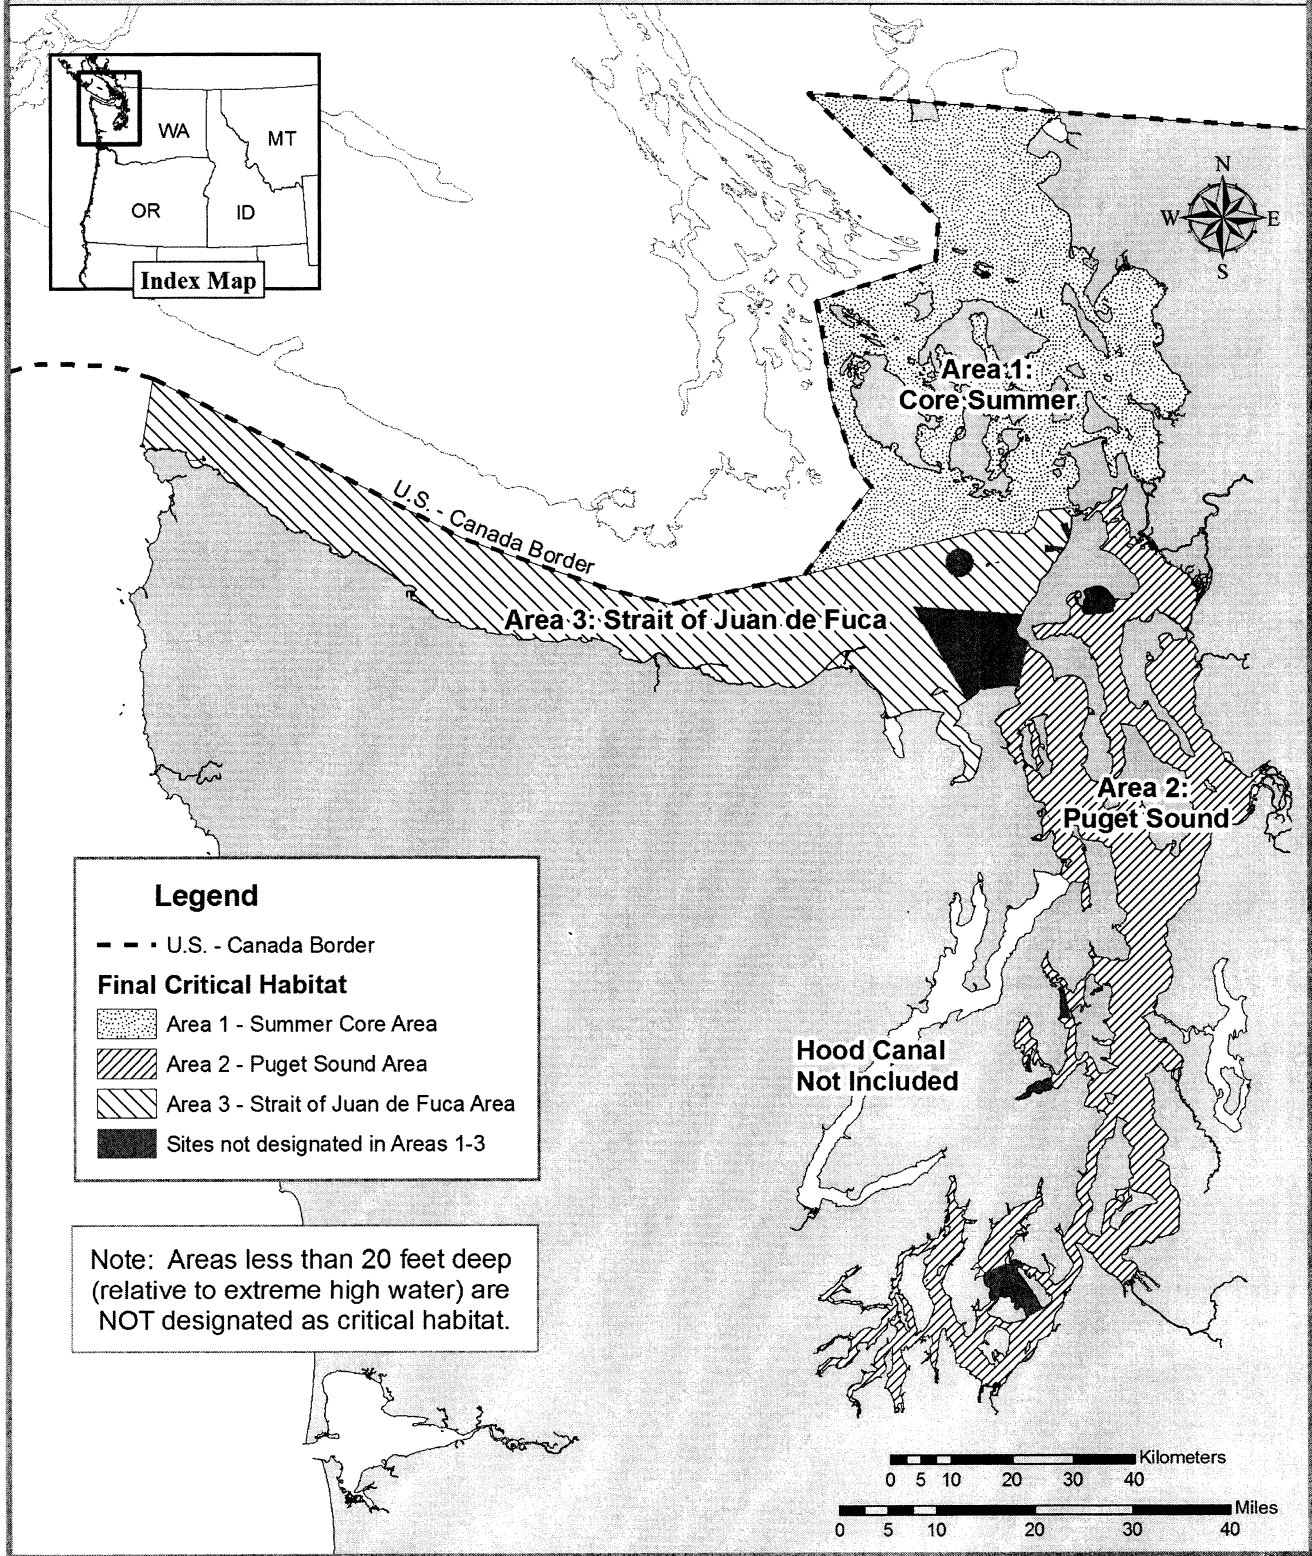 WA
MT
OR
ID
Index Map
N
W
E
S
Area 1:
Core Summer
U.S. - Canada Border
Area 3: Strait of Juan de Fuca
Area 2:
Puget Sound
Hood Canal
Not Included
Legend
U.S. - Canada Border
Final Critical Habitat
Area 1 - Summer Core Area
Area 2 - Puget Sound Area
Area 3 - Strait of Juan de Fuca Area
Sites not designated in Areas 1-3
Note: Areas less than 20 feet deep
(relative to extreme high water) are
NOT designated as critical habitat.
Kilometers
0 5 10 20 30 40
Miles
0 5 10 20 30 40